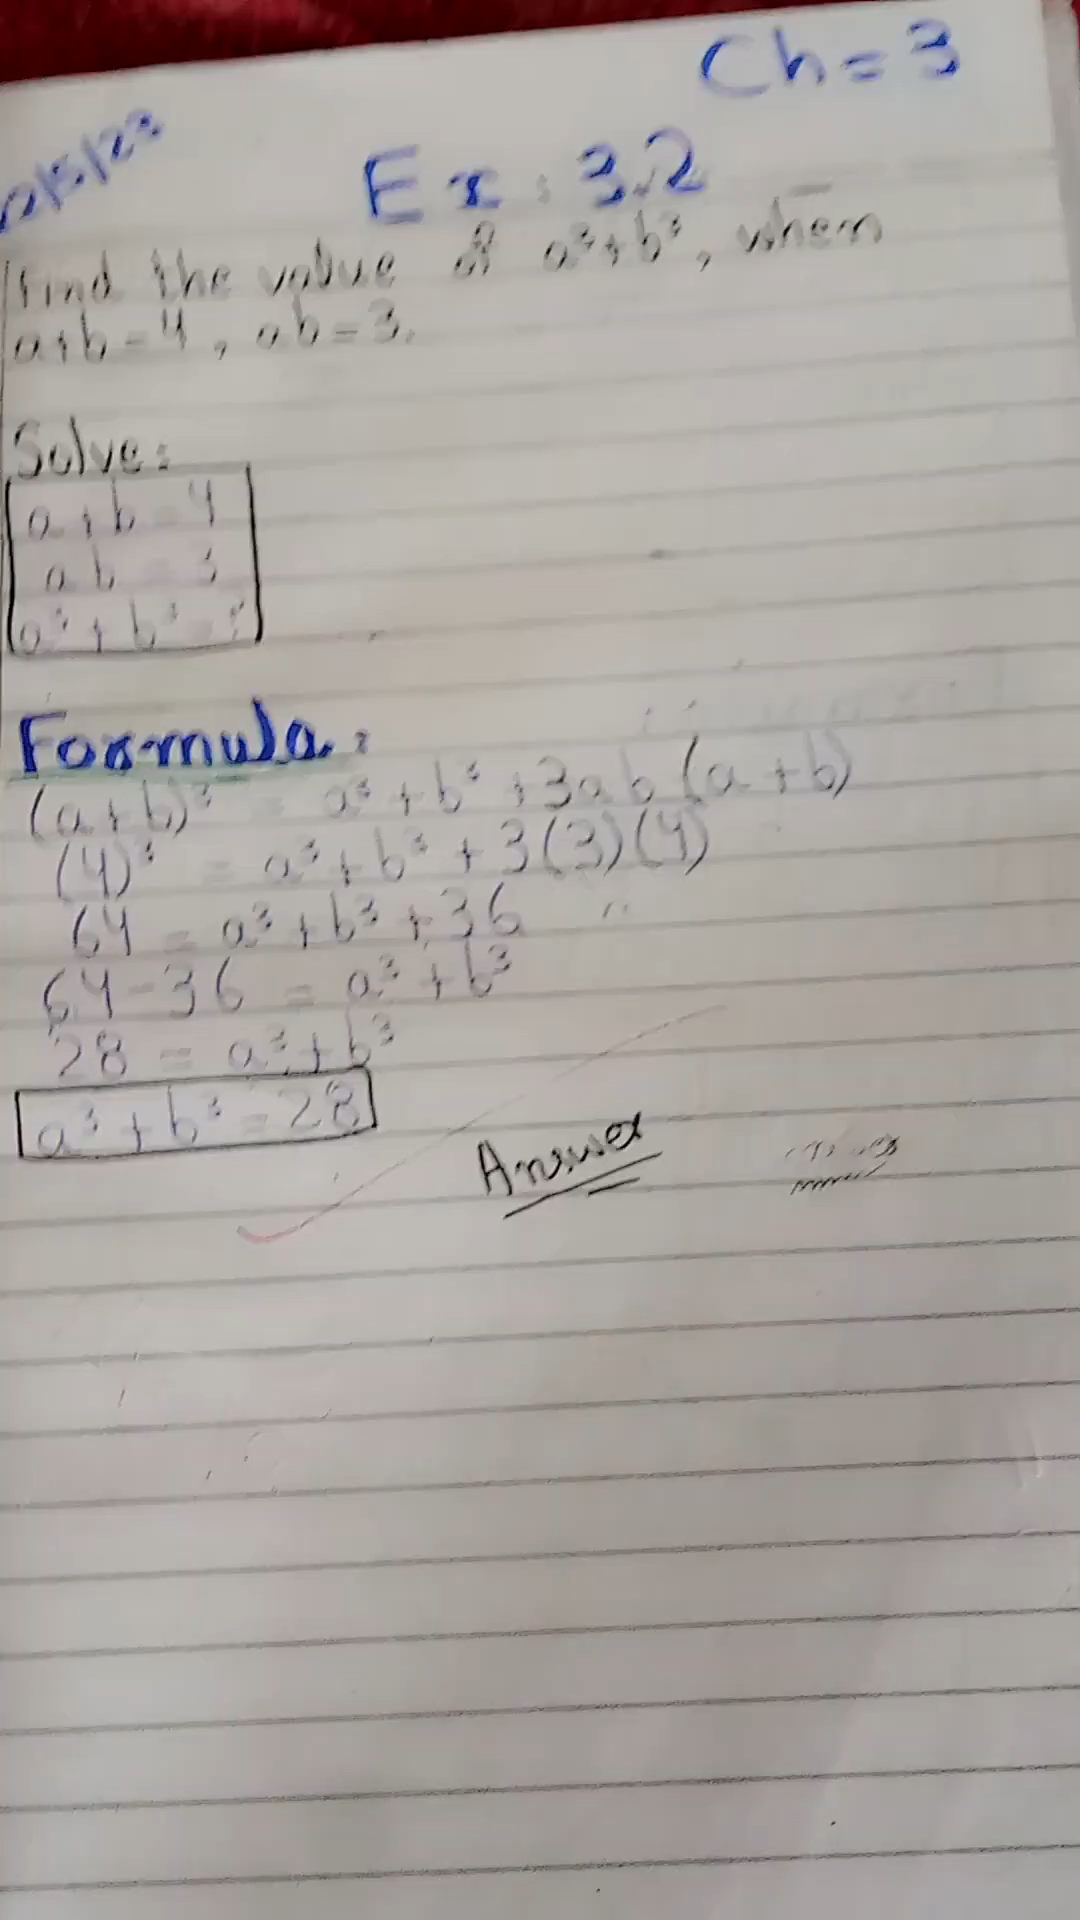 Ch = 3
Ex : 3.2
Find the value of a³+b³, when
a+b=4, ab=3.
Solve:
a+b=4
ab=3
a³+b³=?
Formula:
(a+b)³ = a³+b³+3ab(a+b)
(4)³ = a³+b³+3(3)(4)
64 = a³+b³+36
64-36 = a³+b³
28 = a³+b³
a³+b³=28
Answer